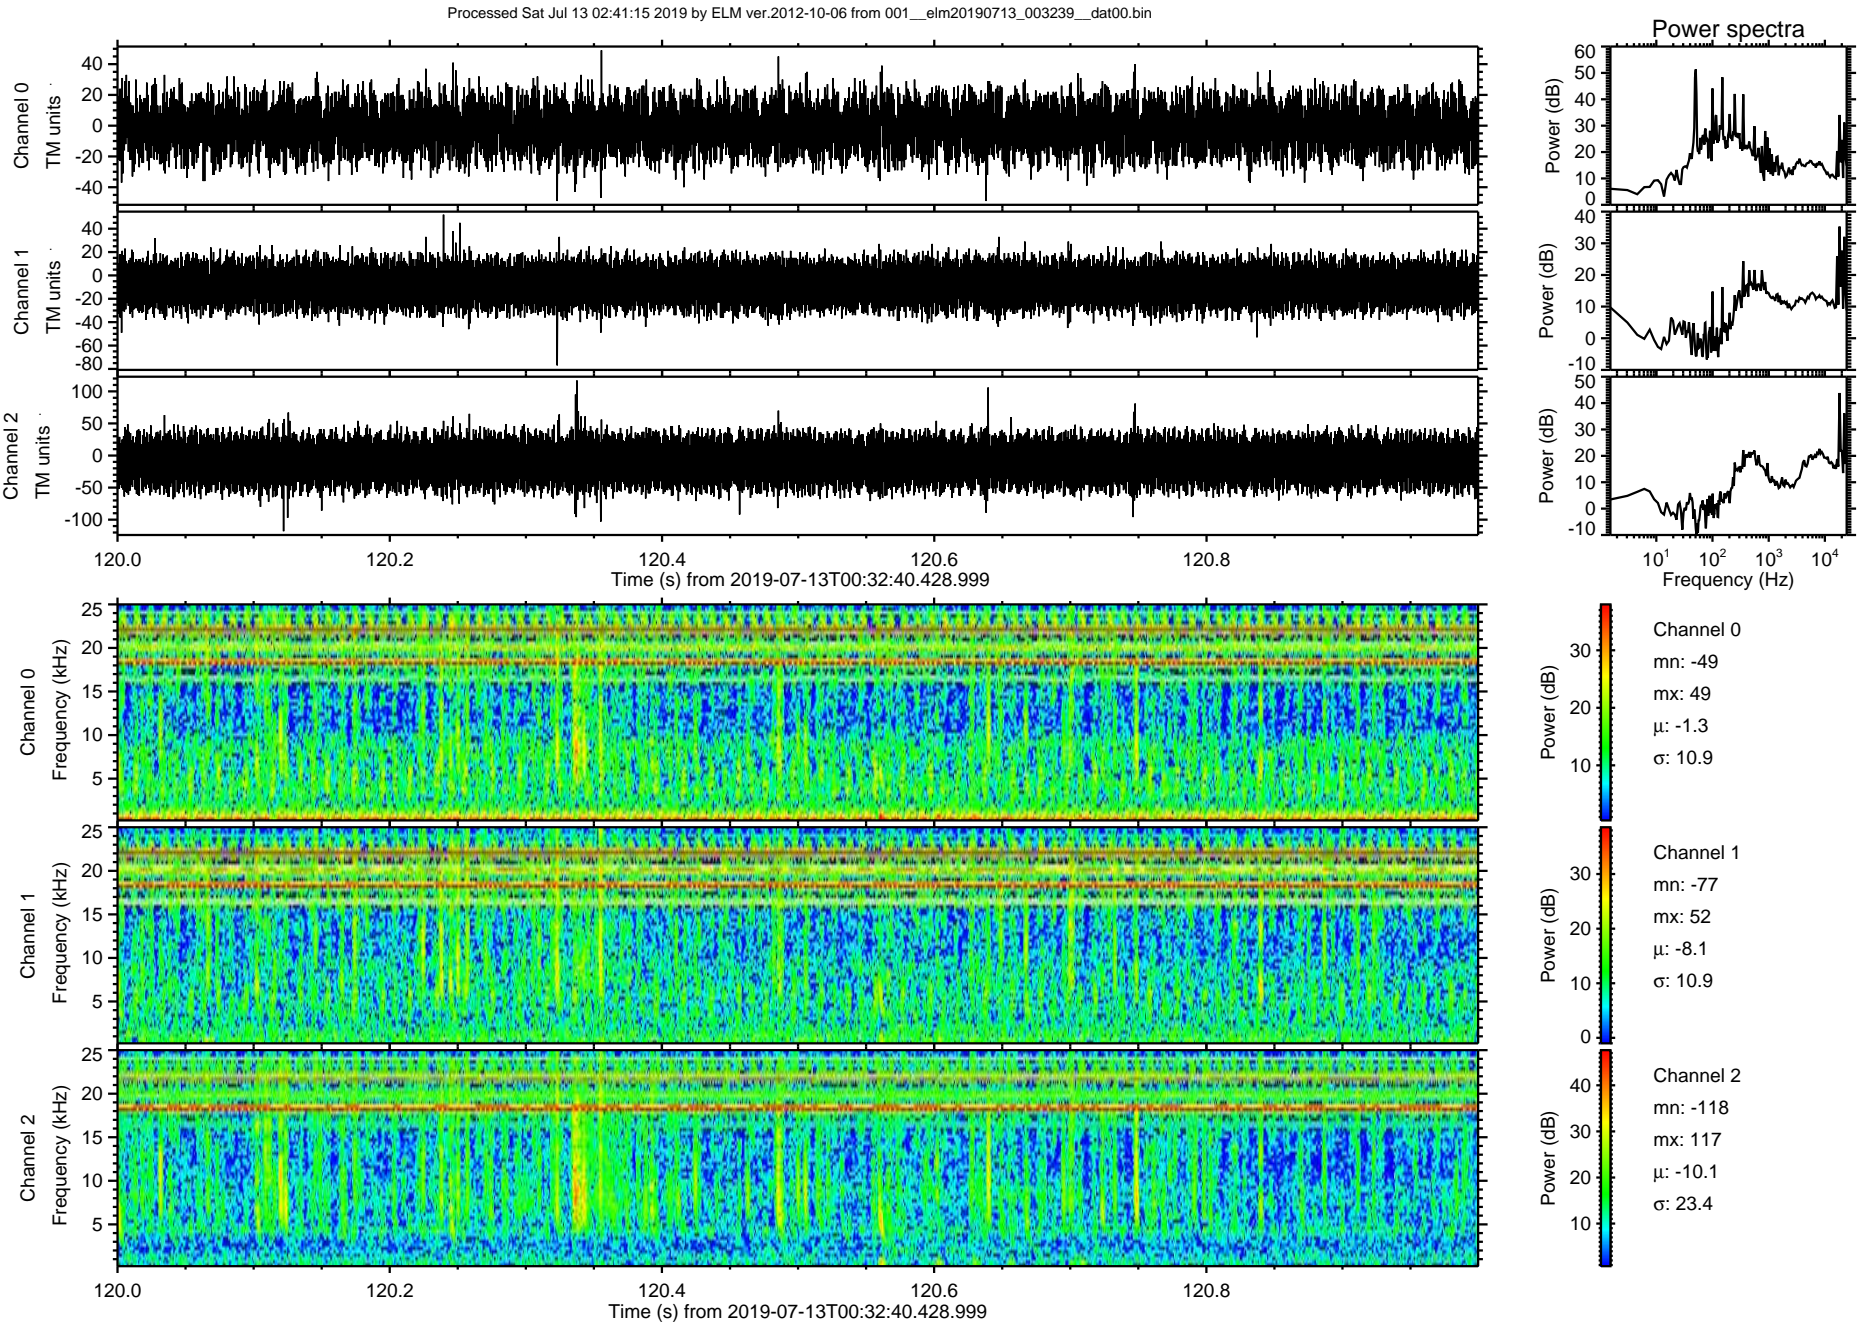 Processed Sat Jul 13 02:41:15 2019 by ELM ver.2012-10-06 from 001__elm20190713_003239__dat00.bin
Power spectra
Channel 0
TM units
40
20
0
-20
-40
Power (dB)
60
50
40
30
20
10
0
Channel 1
TM units
40
20
0
-20
-40
-60
-80
Power (dB)
40
30
20
10
0
-10
Channel 2
TM units
100
50
0
-50
-100
Power (dB)
50
40
30
20
10
0
-10
120.0 120.2 120.4 120.6 120.8
Time (s) from 2019-07-13T00:32:40.428.999
10¹ 10² 10³ 10⁴
Frequency (Hz)
Channel 0
Frequency (kHz)
25
20
15
10
5
Power (dB)
30
20
10
Channel 0
mn: -49
mx: 49
μ: -1.3
σ: 10.9
Channel 1
Frequency (kHz)
25
20
15
10
5
Power (dB)
30
20
10
0
Channel 1
mn: -77
mx: 52
μ: -8.1
σ: 10.9
Channel 2
Frequency (kHz)
25
20
15
10
5
Power (dB)
40
30
20
10
Channel 2
mn: -118
mx: 117
μ: -10.1
σ: 23.4
120.0 120.2 120.4 120.6 120.8
Time (s) from 2019-07-13T00:32:40.428.999